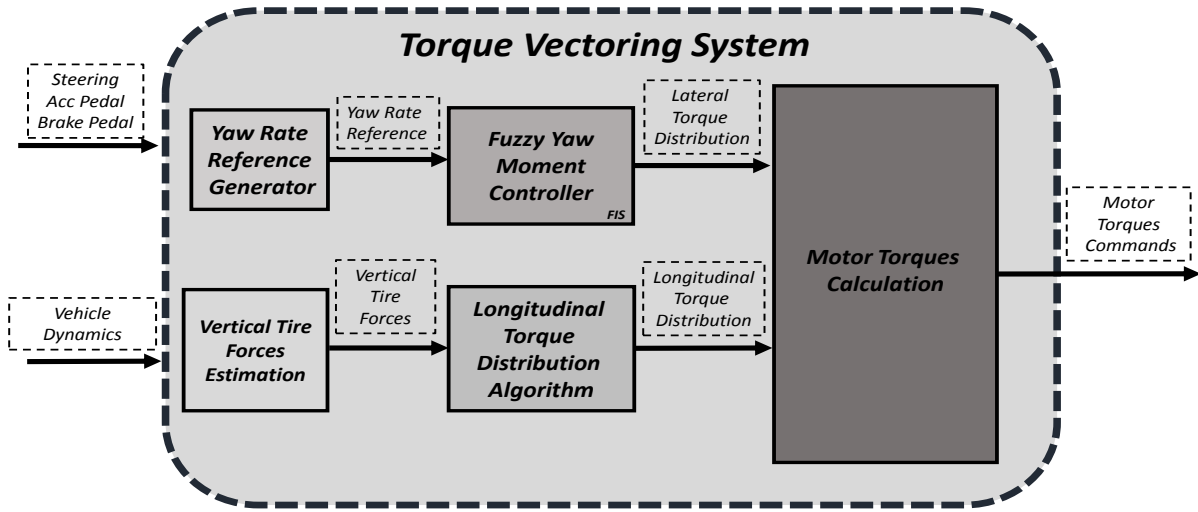 Torque Vectoring System
Steering
Acc Pedal
Brake Pedal
Yaw Rate
Reference
Generator
Yaw Rate
Reference
Fuzzy Yaw
Moment
Controller
FIS
Lateral
Torque
Distribution
Motor Torques
Calculation
Motor
Torques
Commands
Vehicle
Dynamics
Vertical Tire
Forces
Estimation
Vertical
Tire
Forces
Longitudinal
Torque
Distribution
Algorithm
Longitudinal
Torque
Distribution